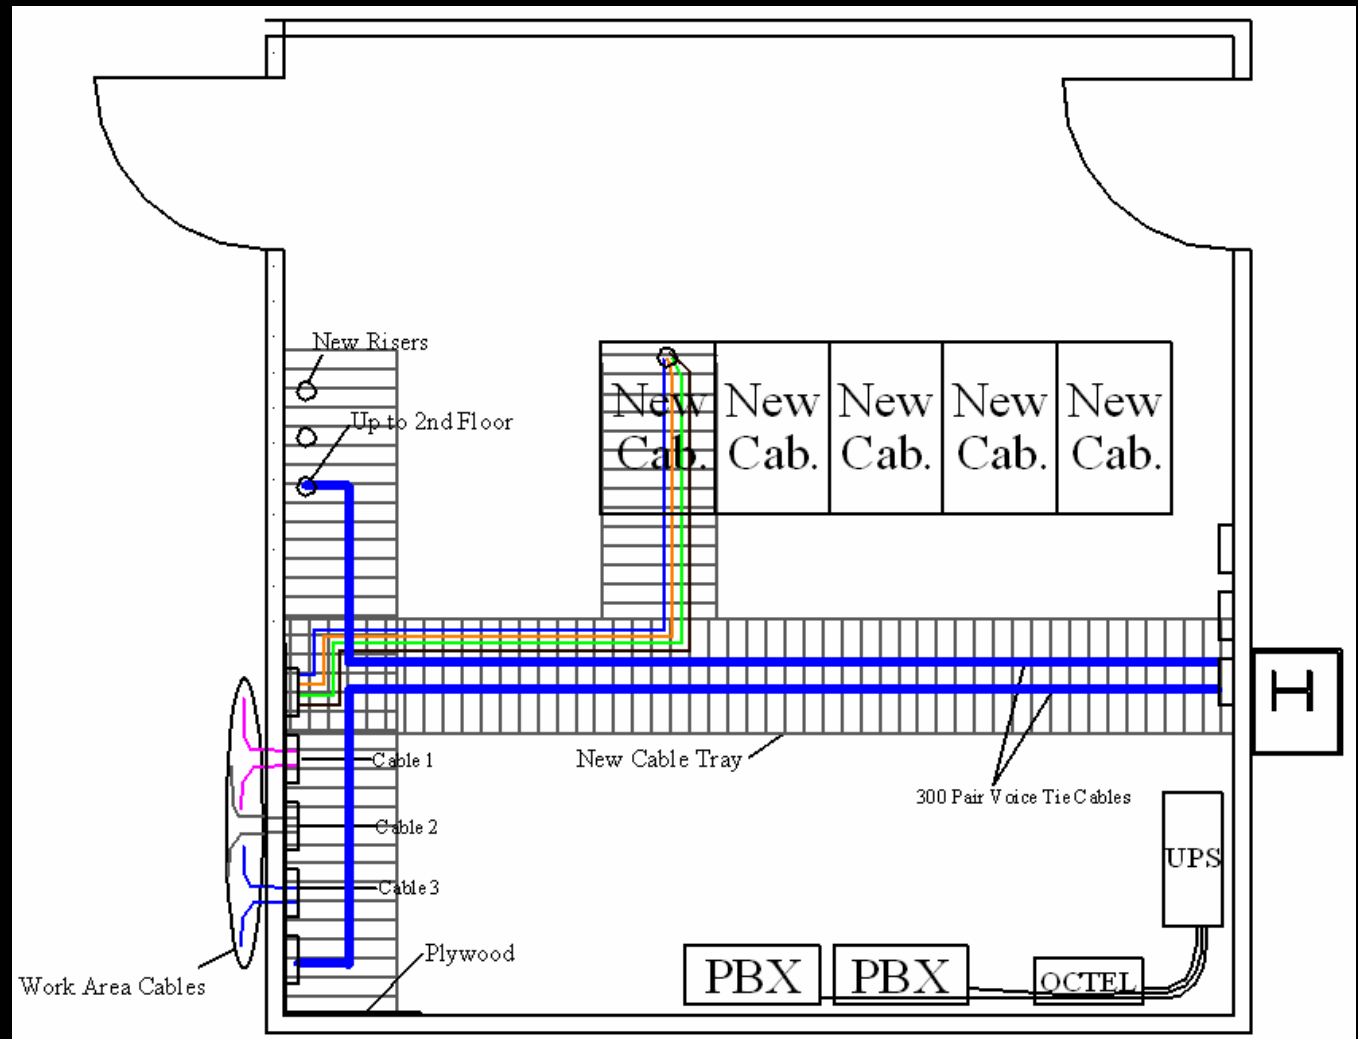 New Risers
Up to 2nd Floor
New Cab.
New Cab.
New Cab.
New Cab.
New Cab.
H
Cable 1
New Cable Tray
300 Pair Voice Tie Cables
Cable 2
UPS
Cable 3
Plywood
Work Area Cables
PBX
PBX
OCTEL